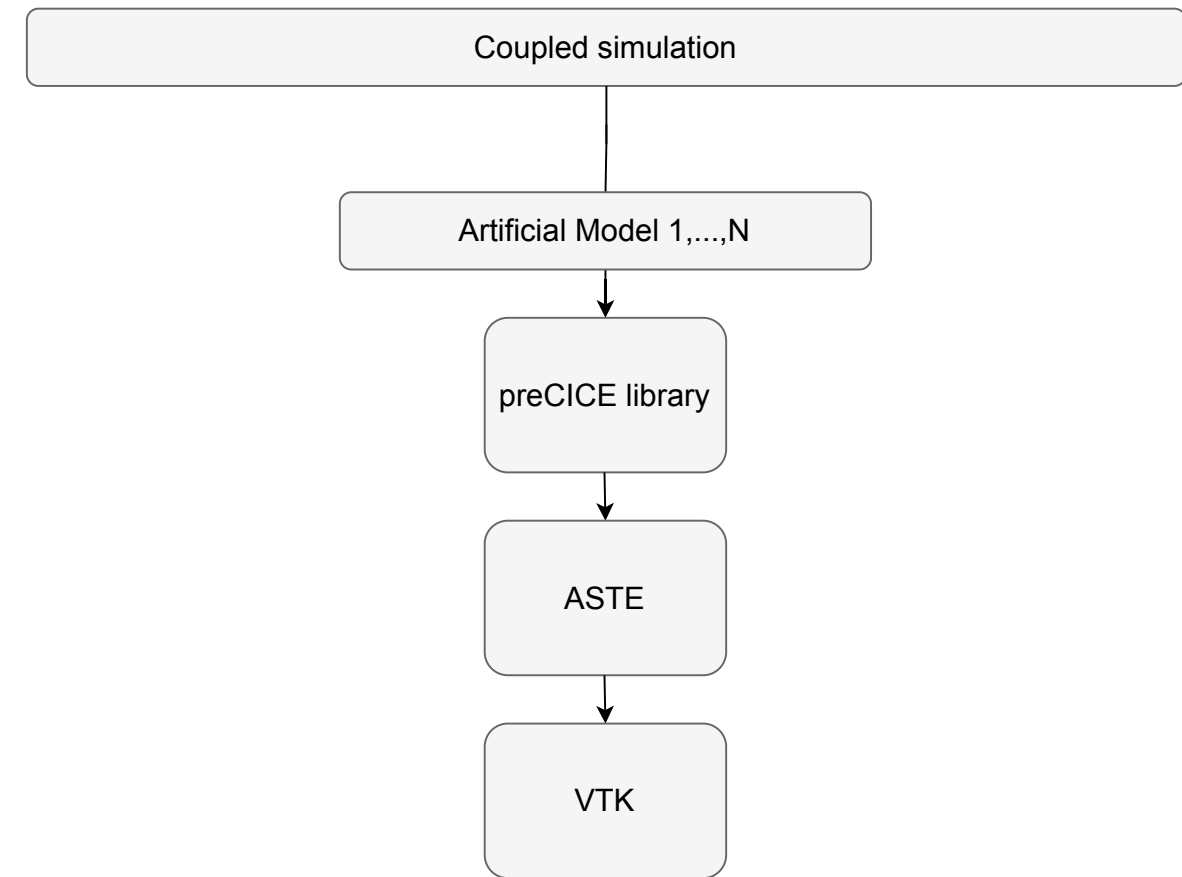 Coupled simulation
Artificial Model 1,...,N
preCICE library
ASTE
VTK